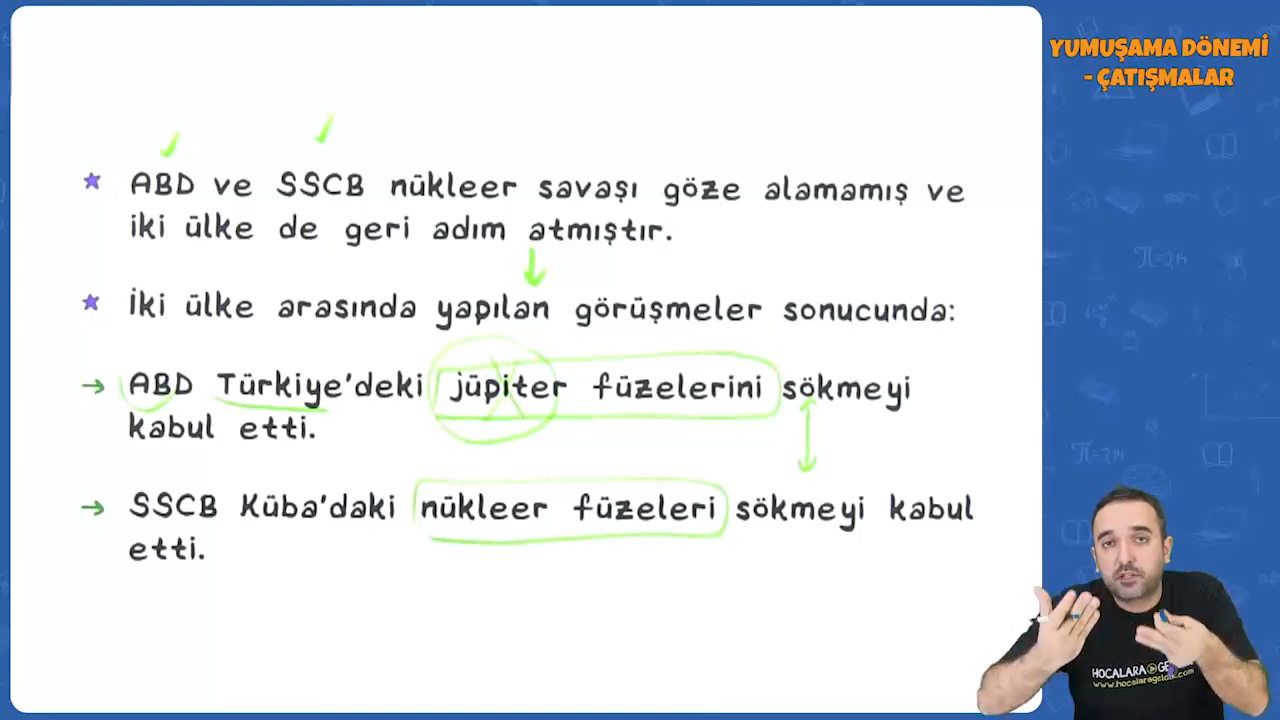 YUMUŞAMA DÖNEMİ
- ÇATIŞMALAR
ABD ve SSCB nükleer savaşı göze alamamış ve
iki ülke de geri adım atmıştır.
İki ülke arasında yapılan görüşmeler sonucunda:
→ ABD Türkiye'deki jüpiter füzelerini sökmeyi
kabul etti.
→ SSCB Küba'daki nükleer füzeleri sökmeyi kabul
etti.
www.hocalarageldik.com